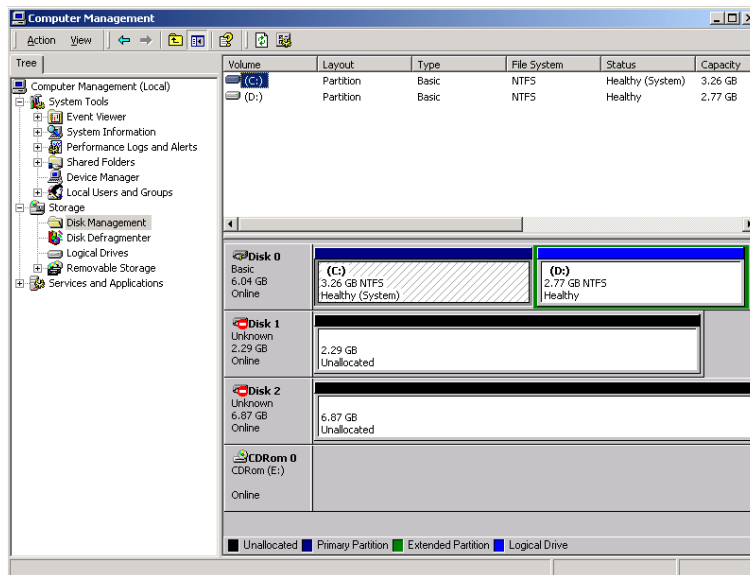 Computer Management
Action View
Tree
Computer Management (Local)
System Tools
Event Viewer
System Information
Performance Logs and Alerts
Shared Folders
Device Manager
Local Users and Groups
Storage
Disk Management
Disk Defragmenter
Logical Drives
Removable Storage
Services and Applications
Volume Layout Type File System Status Capacity
(C:) Partition Basic NTFS Healthy (System) 3.26 GB
(D:) Partition Basic NTFS Healthy 2.77 GB
Disk 0
Basic
6.04 GB
Online
(C:)
3.26 GB NTFS
Healthy (System)
(D:)
2.77 GB NTFS
Healthy
Disk 1
Unknown
2.29 GB
Online
2.29 GB
Unallocated
Disk 2
Unknown
6.87 GB
Online
6.87 GB
Unallocated
CDRom 0
CDRom (E:)
Online
Unallocated Primary Partition Extended Partition Logical Drive